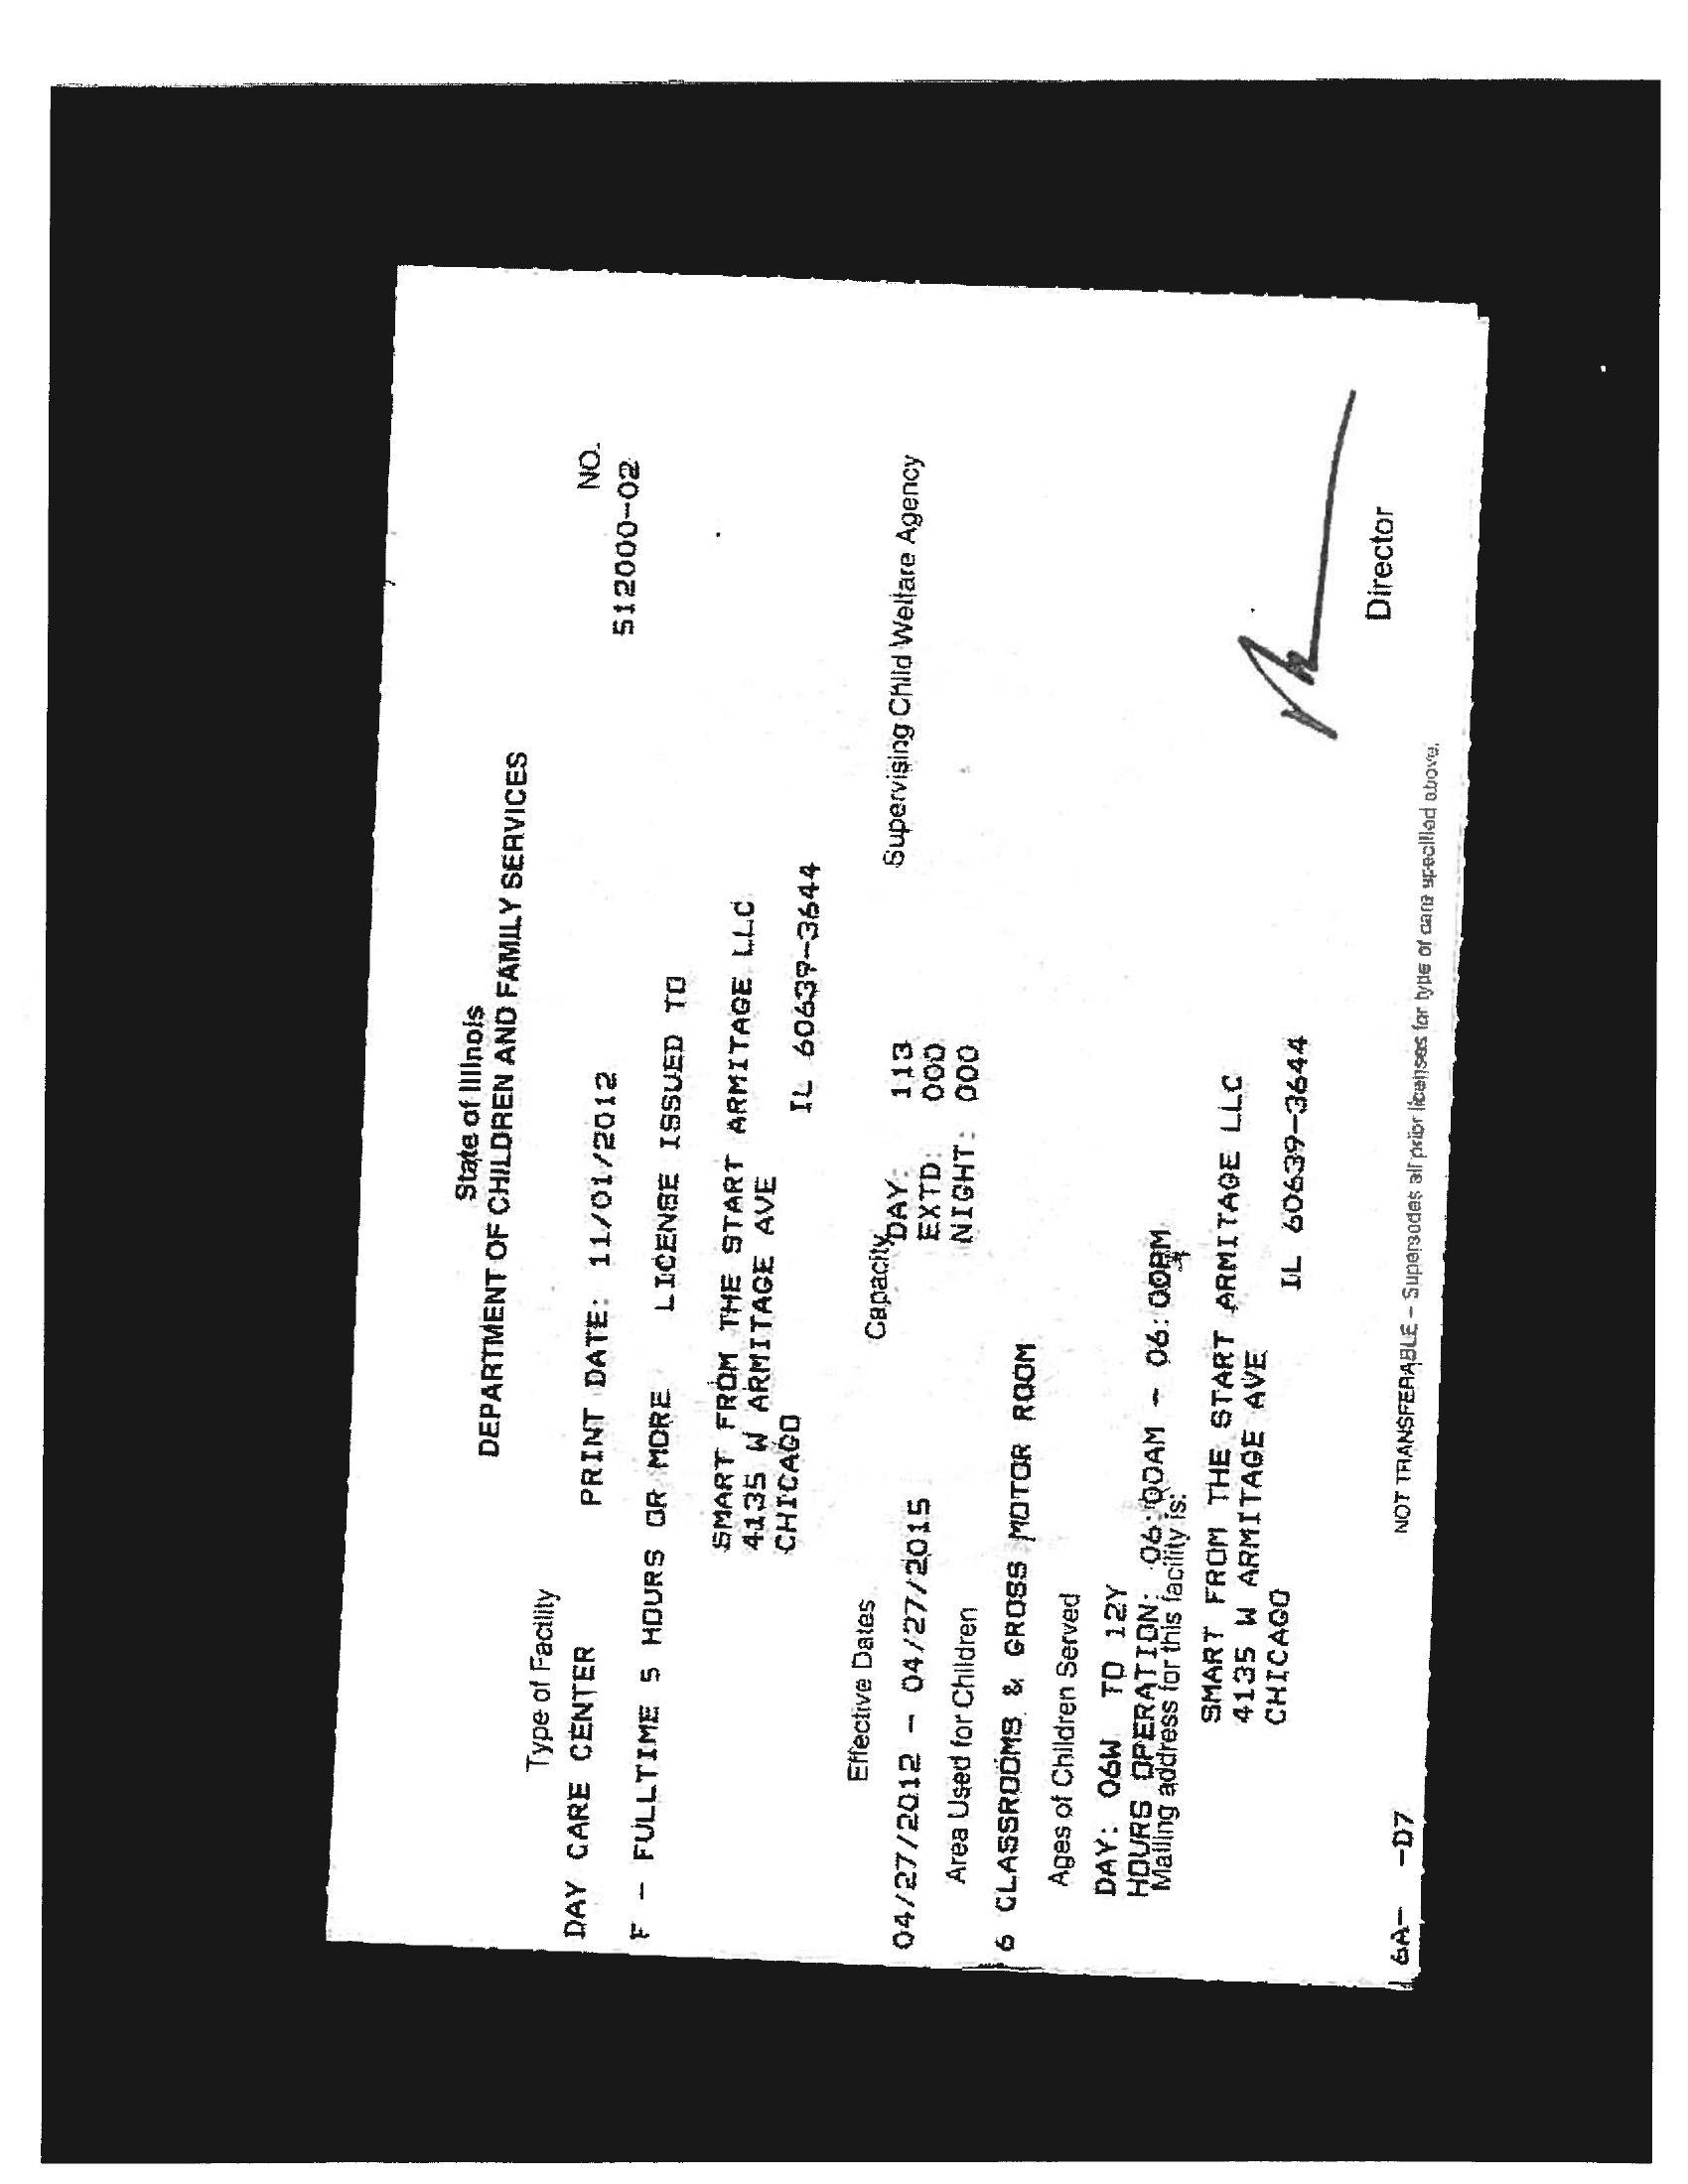 State of Illinois
DEPARTMENT OF CHILDREN AND FAMILY SERVICES
Type of Facility
NO.
DAY CARE CENTER PRINT DATE: 11/01/2012
512000-02
F - FULLTIME 5 HOURS OR MORE LICENSE ISSUED TO
SMART FROM THE START ARMITAGE LLC
4135 W ARMITAGE AVE
CHICAGO IL 60639-3644
Effective Dates Capacity Supervising Child Welfare Agency
04/27/2012 - 04/27/2015 DAY: 113
EXTD: 000
Area Used for Children NIGHT: 000
6 CLASSROOMS & GROSS MOTOR ROOM
Ages of Children Served
DAY: 06W TO 12Y
HOURS OPERATION: 06:00AM - 06:00
Mailing address for this facility is:
SMART FROM THE START ARMITAGE LLC
4135 W ARMITAGE AVE
CHICAGO IL 60639-3644
Director
6A- -D7 NOT TRANSFERABLE - Supersedes all prior licenses for type of care specified above.